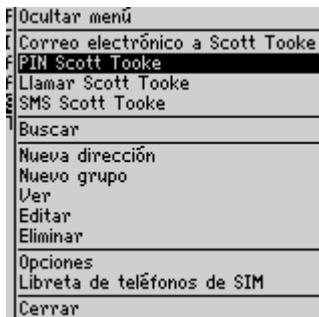 Ocultar menú
Correo electrónico a Scott Tooke
PIN Scott Tooke
Llamar Scott Tooke
SMS Scott Tooke
Buscar
Nueva dirección
Nuevo grupo
Ver
Editar
Eliminar
Opciones
Libreta de teléfonos de SIM
Cerrar